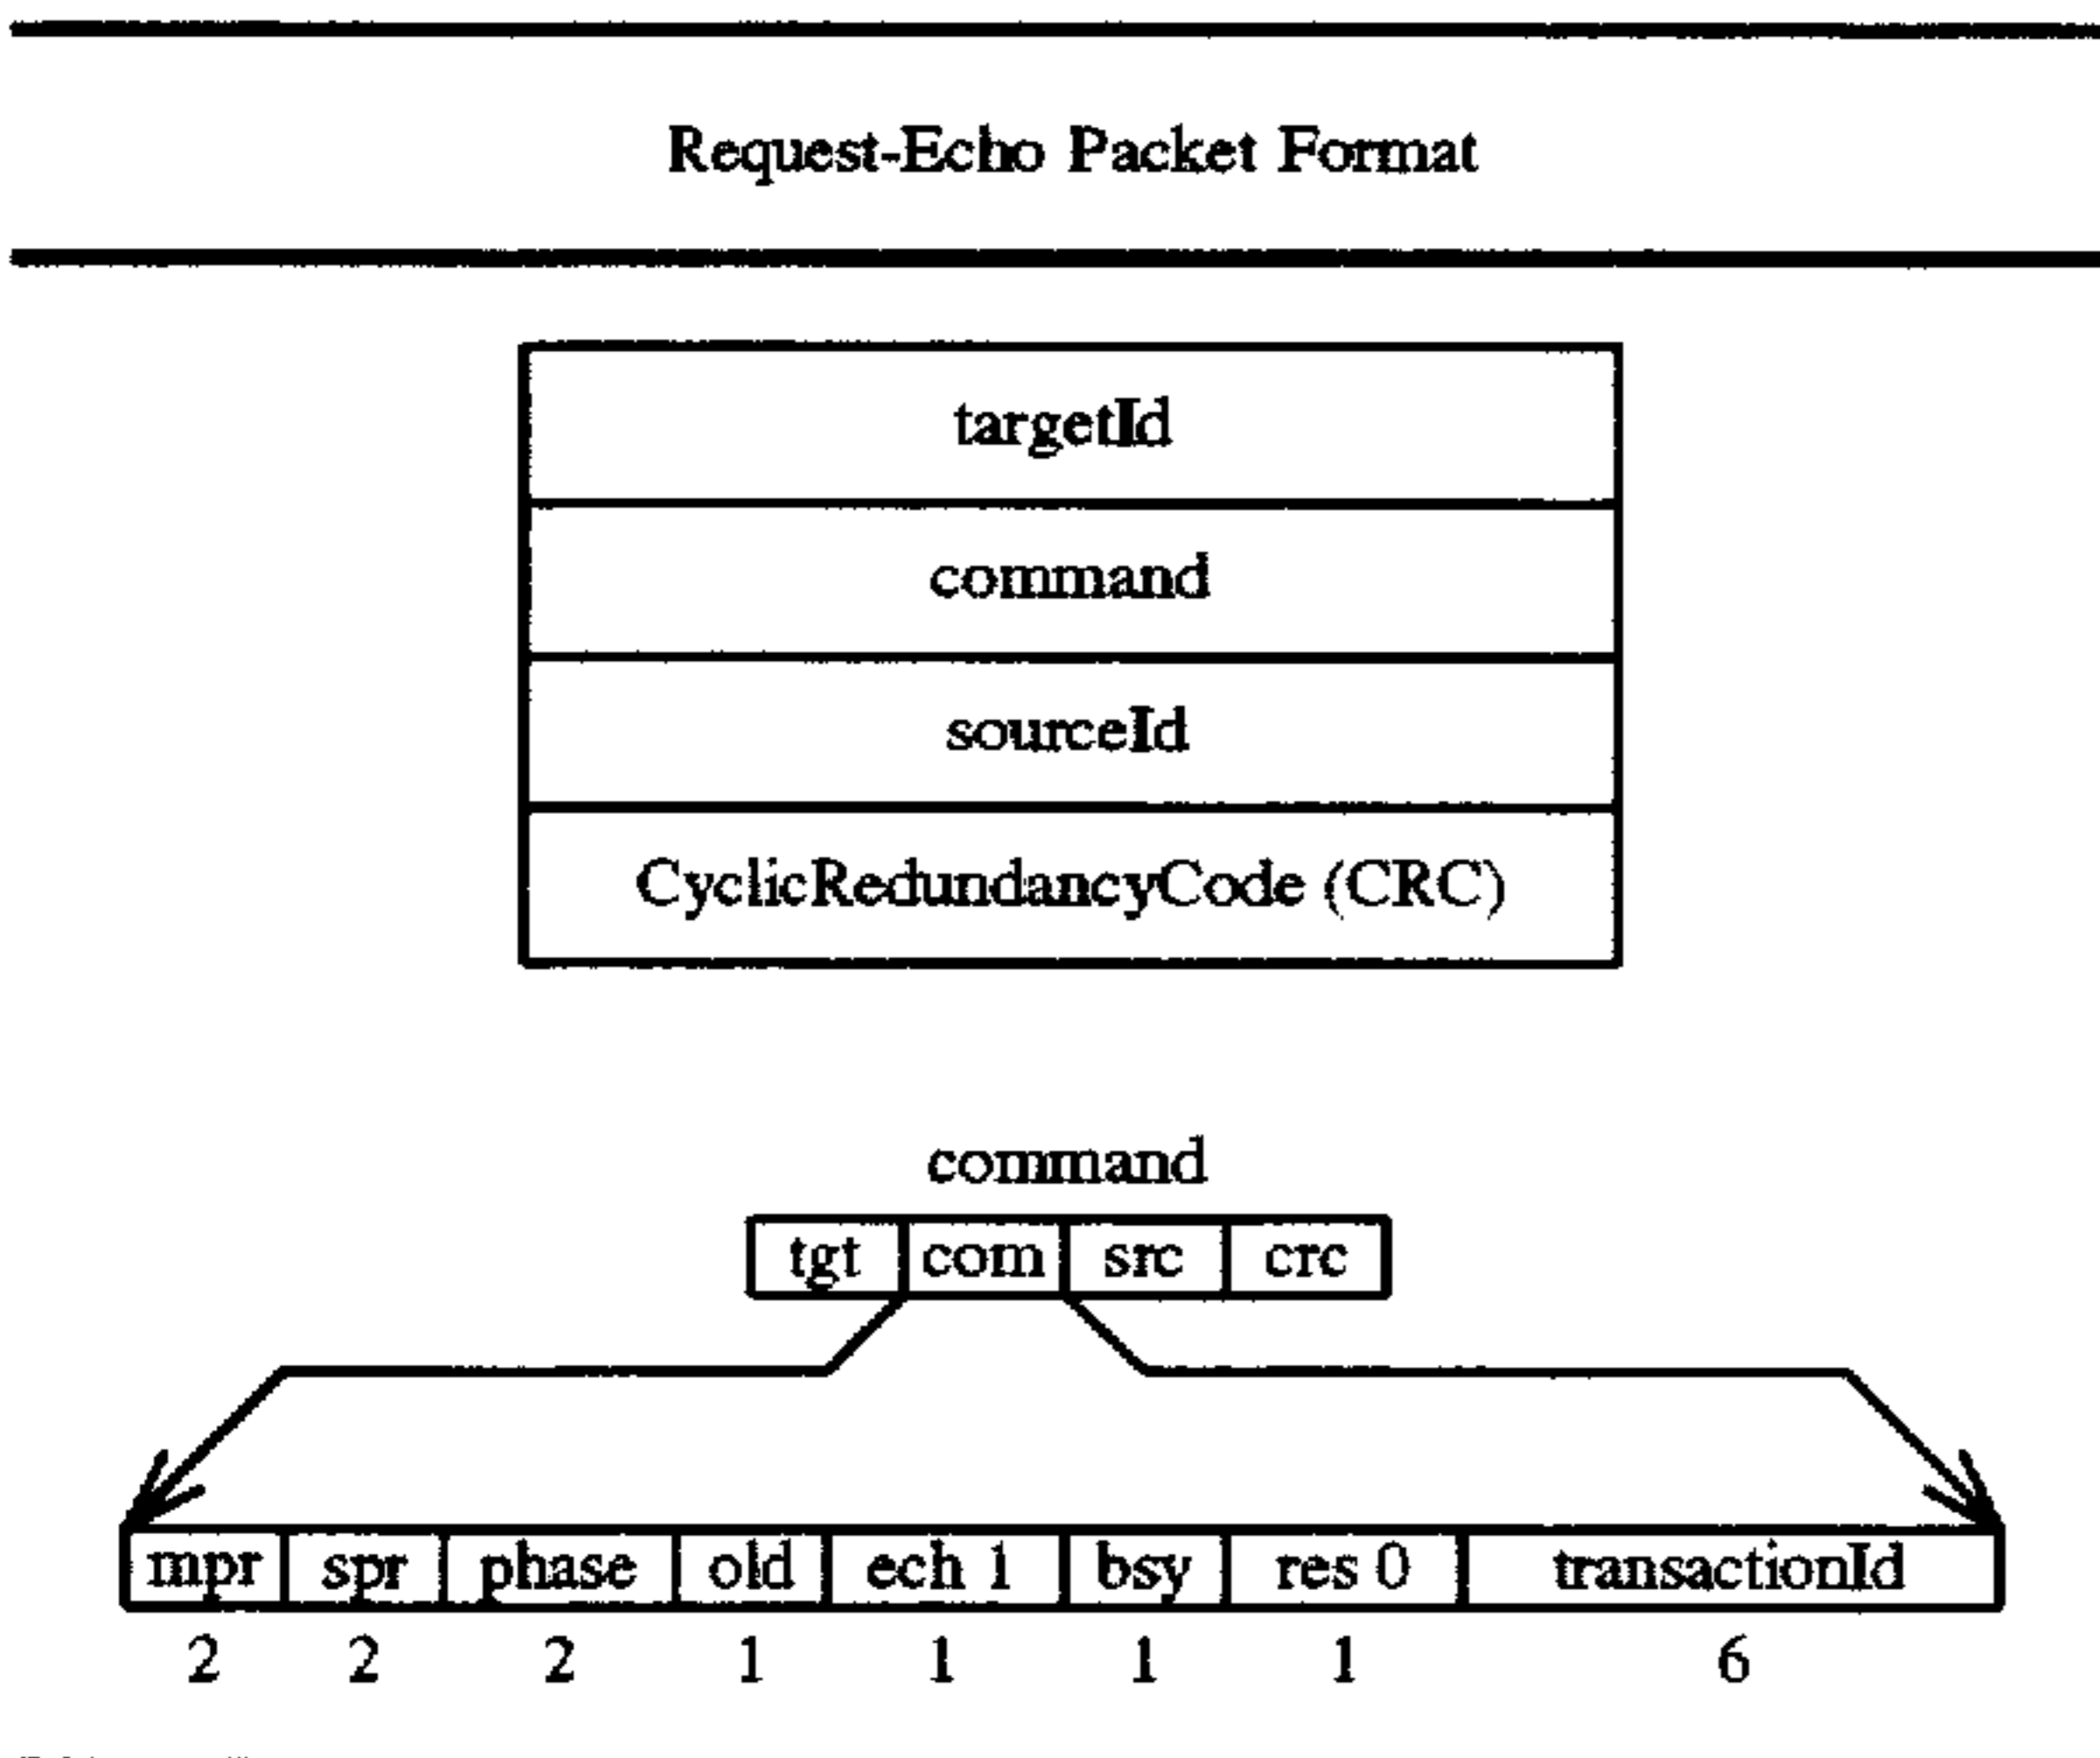 Request-Echo Packet Format
targetId
command
sourceId
CyclicRedundancyCode (CRC)
command
tgt com src crc
mpr spr phase old ech 1 bsy res 0 transactionId
2 2 2 1 1 1 1 6